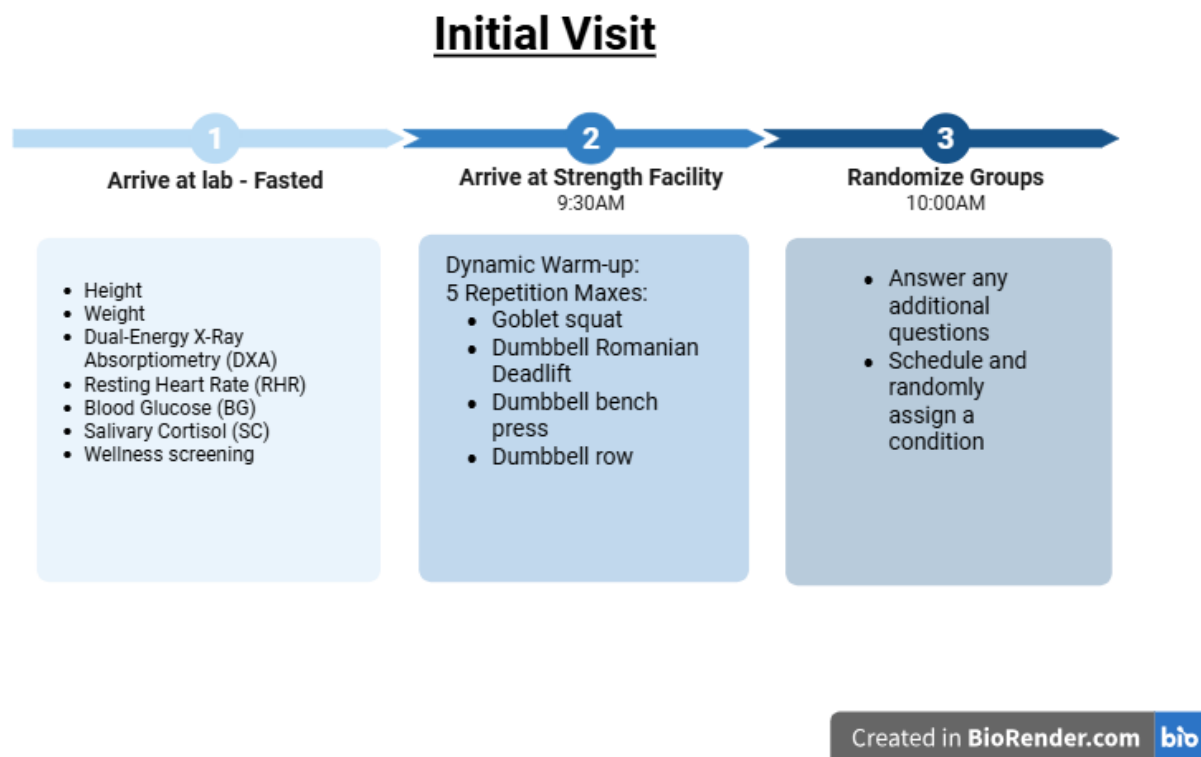 Initial Visit
1
Arrive at lab - Fasted
• Height
• Weight
• Dual-Energy X-Ray
Absorptiometry (DXA)
• Resting Heart Rate (RHR)
• Blood Glucose (BG)
• Salivary Cortisol (SC)
• Wellness screening
2
Arrive at Strength Facility
9:30AM
Dynamic Warm-up:
5 Repetition Maxes:
• Goblet squat
• Dumbbell Romanian
Deadlift
• Dumbbell bench
press
• Dumbbell row
3
Randomize Groups
10:00AM
• Answer any
additional
questions
• Schedule and
randomly
assign a
condition
Created in BioRender.com bio